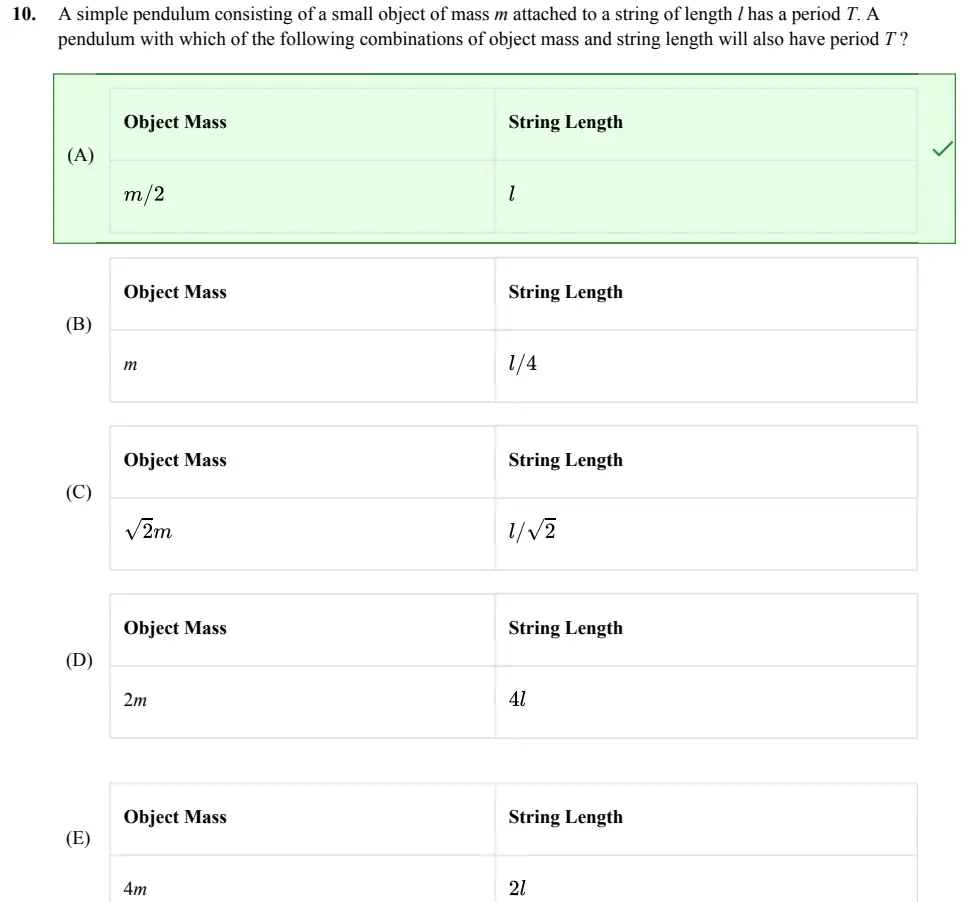 10. A simple pendulum consisting of a small object of mass m attached to a string of length l has a period T. A
pendulum with which of the following combinations of object mass and string length will also have period T ?
Object Mass String Length
(A)
m/2 l
Object Mass String Length
(B)
m l/4
Object Mass String Length
(C)
√2m l/√2
Object Mass String Length
(D)
2m 4l
Object Mass String Length
(E)
4m 2l